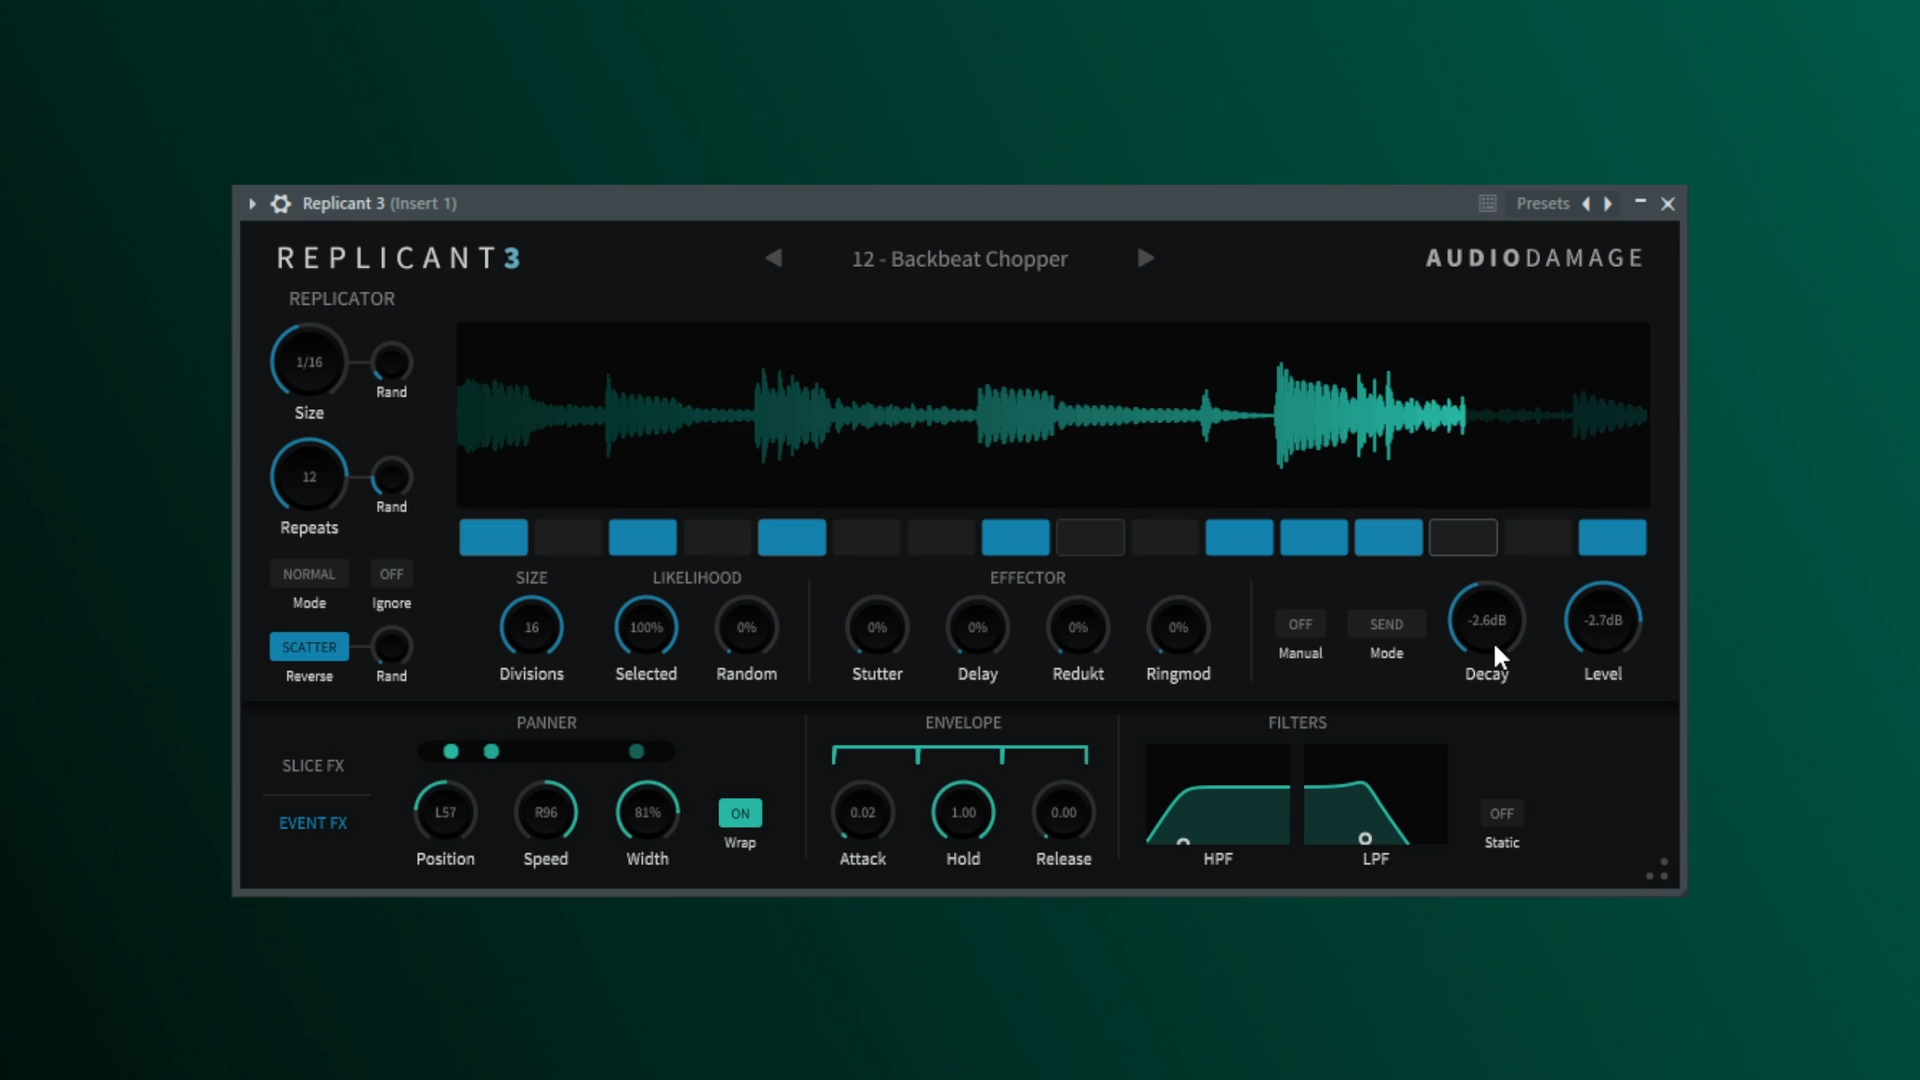 Replicant 3 (Insert 1)
Presets
REPLICANT3
12 - Backbeat Chopper
AUDIODAMAGE
REPLICATOR
1/16
Rand
Size
12
Rand
Repeats
NORMAL
OFF
Mode
Ignore
SCATTER
Reverse
Rand
SIZE
LIKELIHOOD
EFFECTOR
16
100%
0%
0%
0%
0%
0%
OFF
SEND
-2.6dB
-2.7dB
Manual
Mode
Divisions
Selected
Random
Stutter
Delay
Redukt
Ringmod
Decay
Level
SLICE FX
EVENT FX
PANNER
L57
R96
81%
ON
Wrap
Position
Speed
Width
ENVELOPE
0.02
1.00
0.00
Attack
Hold
Release
FILTERS
HPF
LPF
OFF
Static